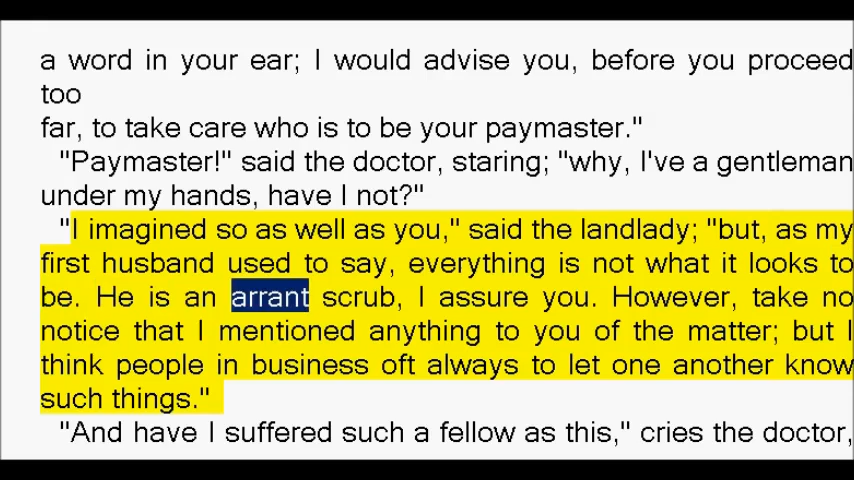 a word in your ear; I would advise you, before you proceed
too
far, to take care who is to be your paymaster."
"Paymaster!" said the doctor, staring; "why, I've a gentleman
under my hands, have I not?"
"I imagined so as well as you," said the landlady; "but, as my
first husband used to say, everything is not what it looks to
be. He is an arrant scrub, I assure you. However, take no
notice that I mentioned anything to you of the matter; but I
think people in business oft always to let one another know
such things."
"And have I suffered such a fellow as this," cries the doctor,